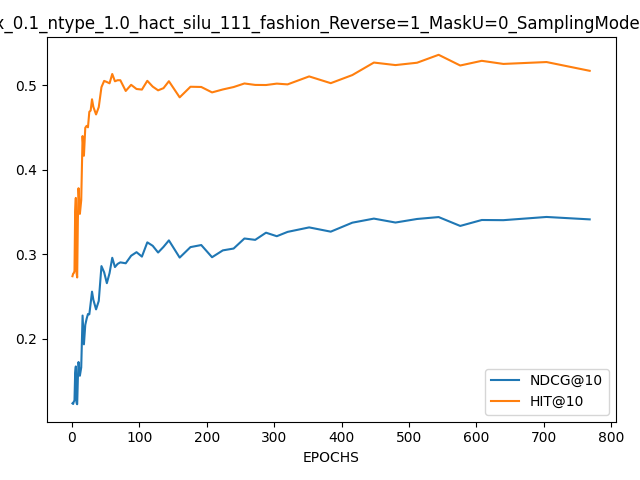 x_0.1_ntype_1.0_hact_silu_111_fashion_Reverse=1_MaskU=0_SamplingMode
0.5
0.4
0.3
0.2
NDCG@10
HIT@10
0 100 200 300 400 500 600 700 800
EPOCHS